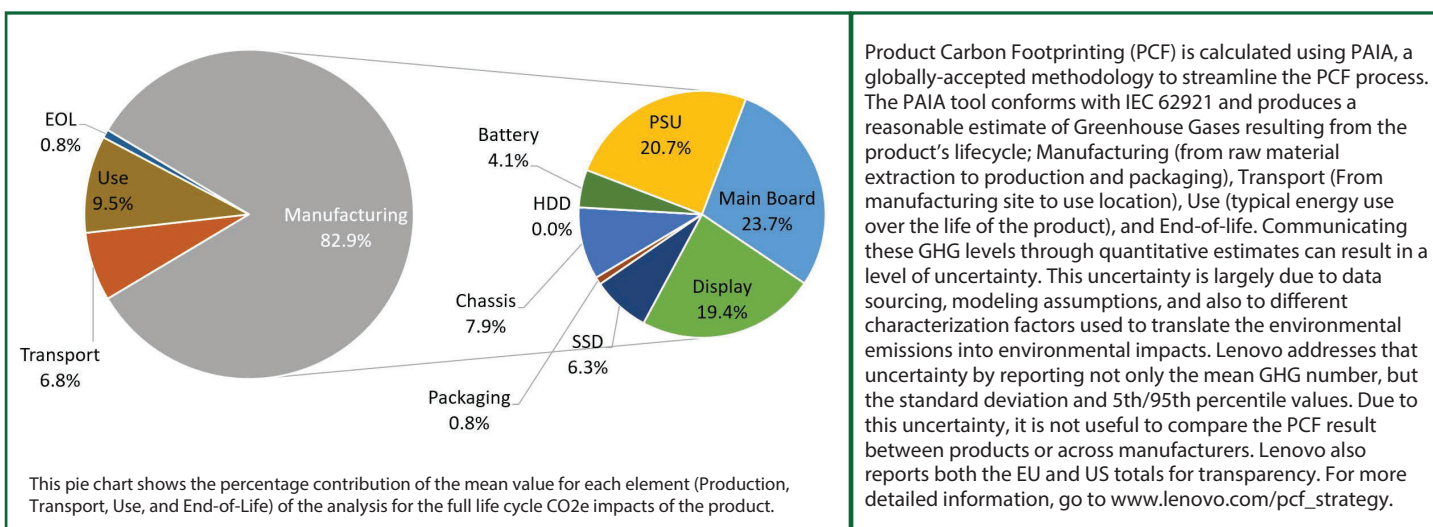 EOL
0.8%
Use
9.5%
Transport
6.8%
Manufacturing
82.9%
Battery
4.1%
HDD
0.0%
Chassis
7.9%
Packaging
0.8%
SSD
6.3%
PSU
20.7%
Main Board
23.7%
Display
19.4%
This pie chart shows the percentage contribution of the mean value for each element (Production,
Transport, Use, and End-of-Life) of the analysis for the full life cycle CO2e impacts of the product.
Product Carbon Footprinting (PCF) is calculated using PAIA, a
globally-accepted methodology to streamline the PCF process.
The PAIA tool conforms with IEC 62921 and produces a
reasonable estimate of Greenhouse Gases resulting from the
product's lifecycle; Manufacturing (from raw material
extraction to production and packaging), Transport (From
manufacturing site to use location), Use (typical energy use
over the life of the product), and End-of-life. Communicating
these GHG levels through quantitative estimates can result in a
level of uncertainty. This uncertainty is largely due to data
sourcing, modeling assumptions, and also to different
characterization factors used to translate the environmental
emissions into environmental impacts. Lenovo addresses that
uncertainty by reporting not only the mean GHG number, but
the standard deviation and 5th/95th percentile values. Due to
this uncertainty, it is not useful to compare the PCF result
between products or across manufacturers. Lenovo also
reports both the EU and US totals for transparency. For more
detailed information, go to www.lenovo.com/pcf_strategy.